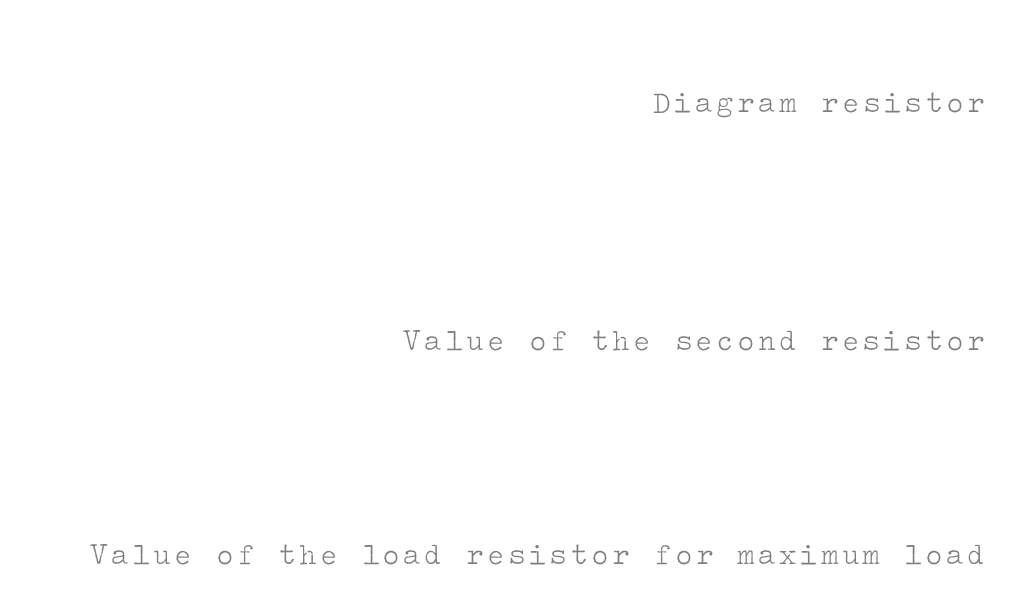 Diagram resistor
Value of the second resistor
Value of the load resistor for maximum load